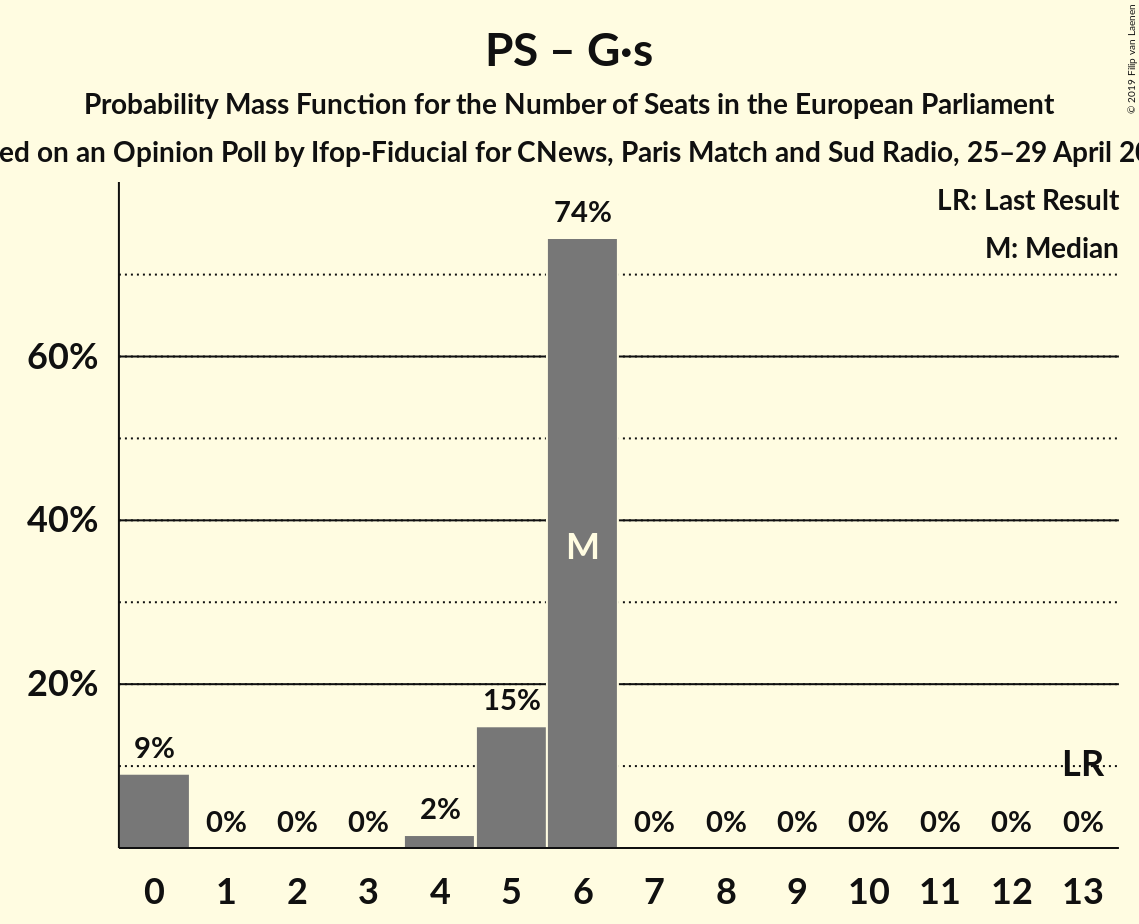 PS – G·s
Probability Mass Function for the Number of Seats in the European Parliament
on an Opinion Poll by Ifop-Fiducial for CNews, Paris Match and Sud Radio, 25–29 April
© 2019 Filip van Laenen
LR: Last Result
M: Median
74%
60%
40%
M
20%
15%
9%
LR
2%
0% 0% 0% 0% 0% 0% 0% 0% 0% 0%
0 1 2 3 4 5 6 7 8 9 10 11 12 13